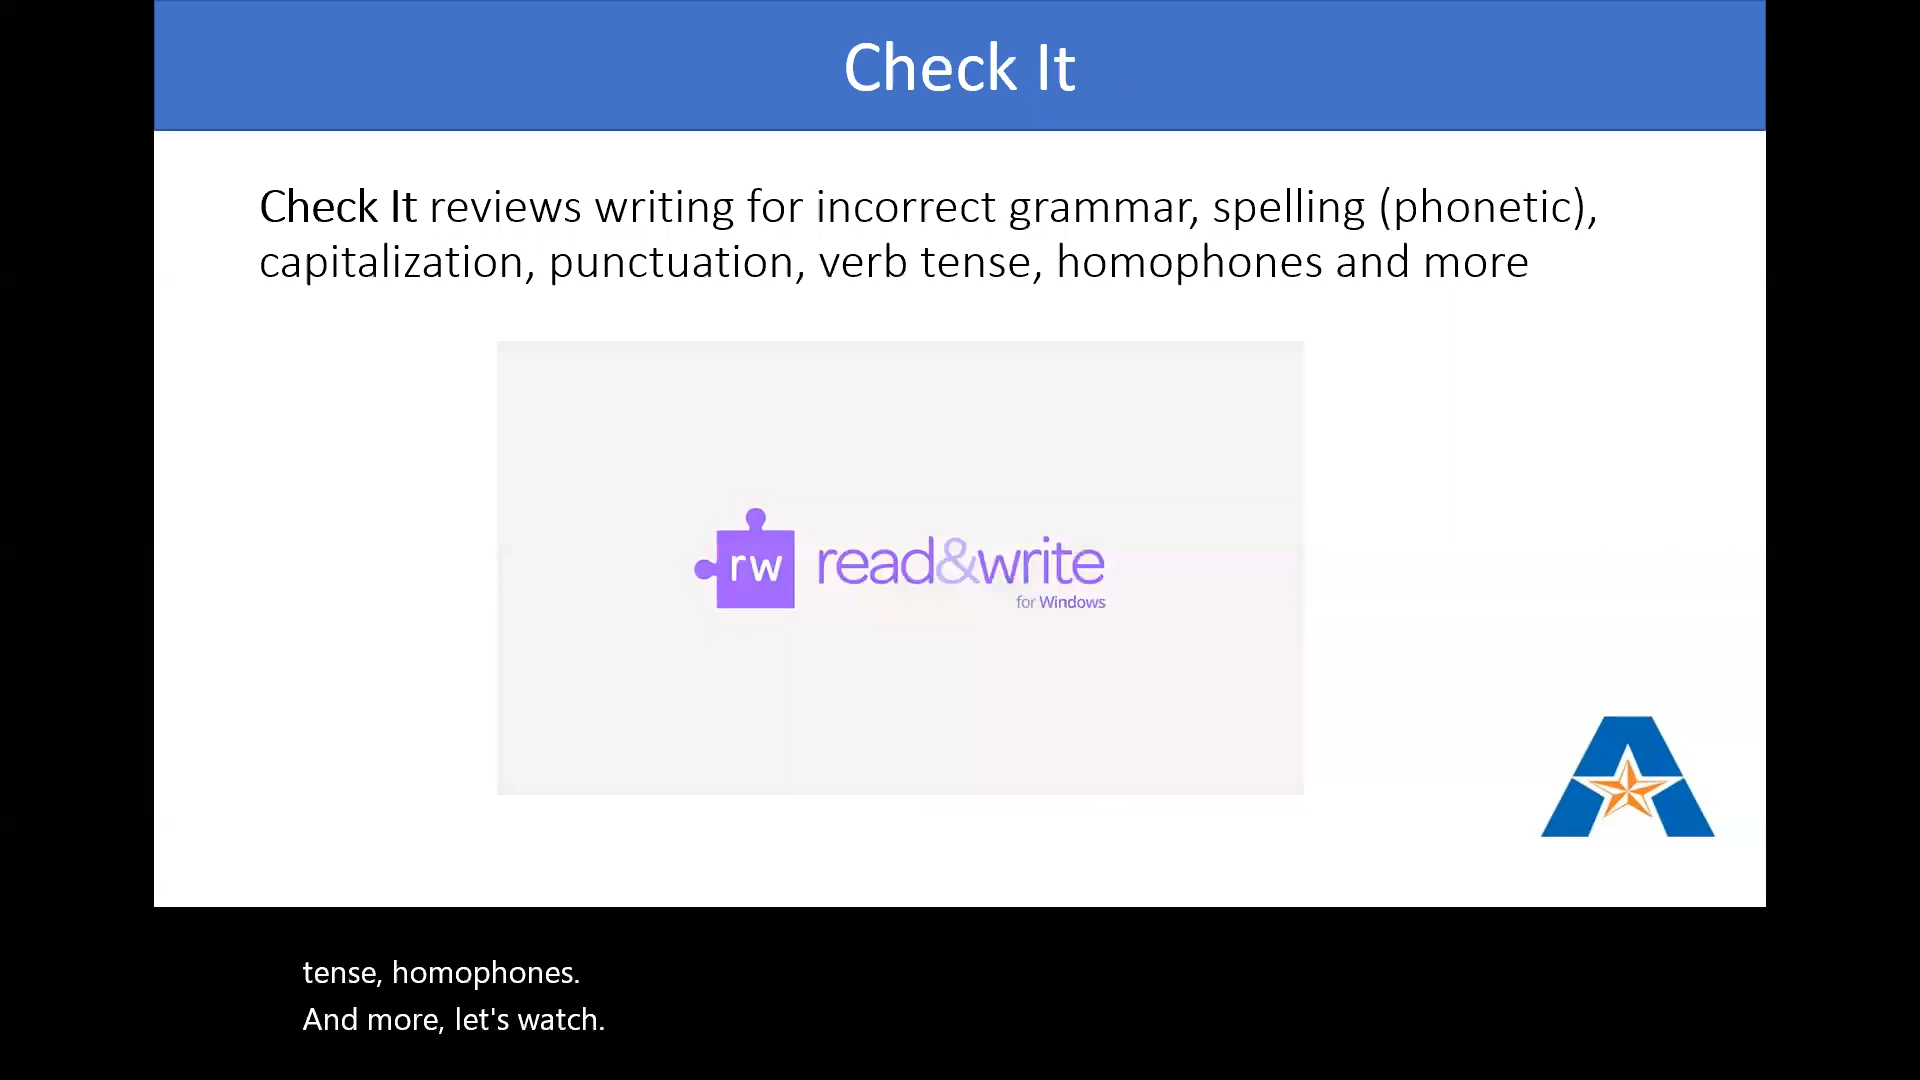 Check It
Check It reviews writing for incorrect grammar, spelling (phonetic),
capitalization, punctuation, verb tense, homophones and more
rw read&write
for Windows
tense, homophones.
And more, let's watch.